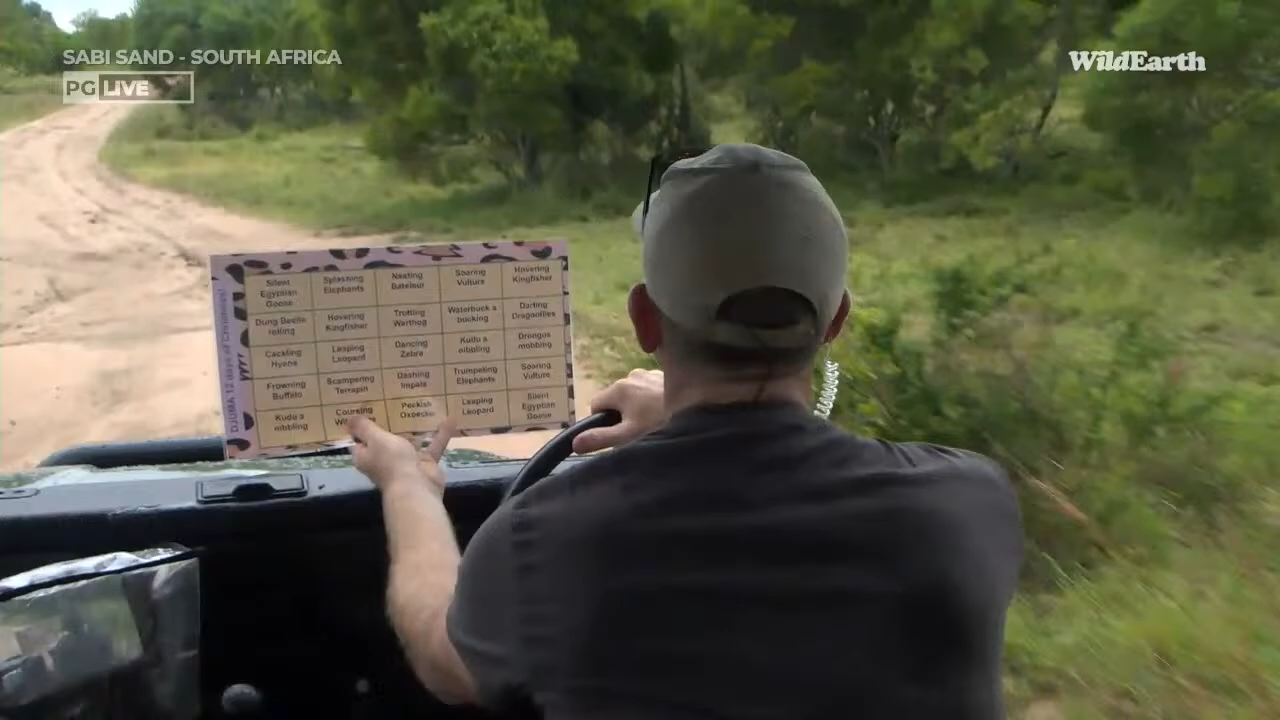 SABI SAND - SOUTH AFRICA
PG LIVE
WildEarth
DJUMA 12 days of Christmas!
Silent Egyptian Goose
Splashing Elephants
Nesting Bateleur
Soaring Vulture
Hovering Kingfisher
Dung Beetle rolling
Hovering Kingfisher
Trotting Warthog
Waterbuck a bucking
Darting Dragonflies
Cackling Hyena
Leaping Leopard
Dancing Zebra
Kudu a nibbling
Drongos mobbing
Frowning Buffalo
Scampering Terrapin
Dashing Impala
Trumpeting Elephants
Soaring Vulture
Kudu a nibbling
Coursing
Peckish
Leaping Leopard
Silent Egyptian Goose